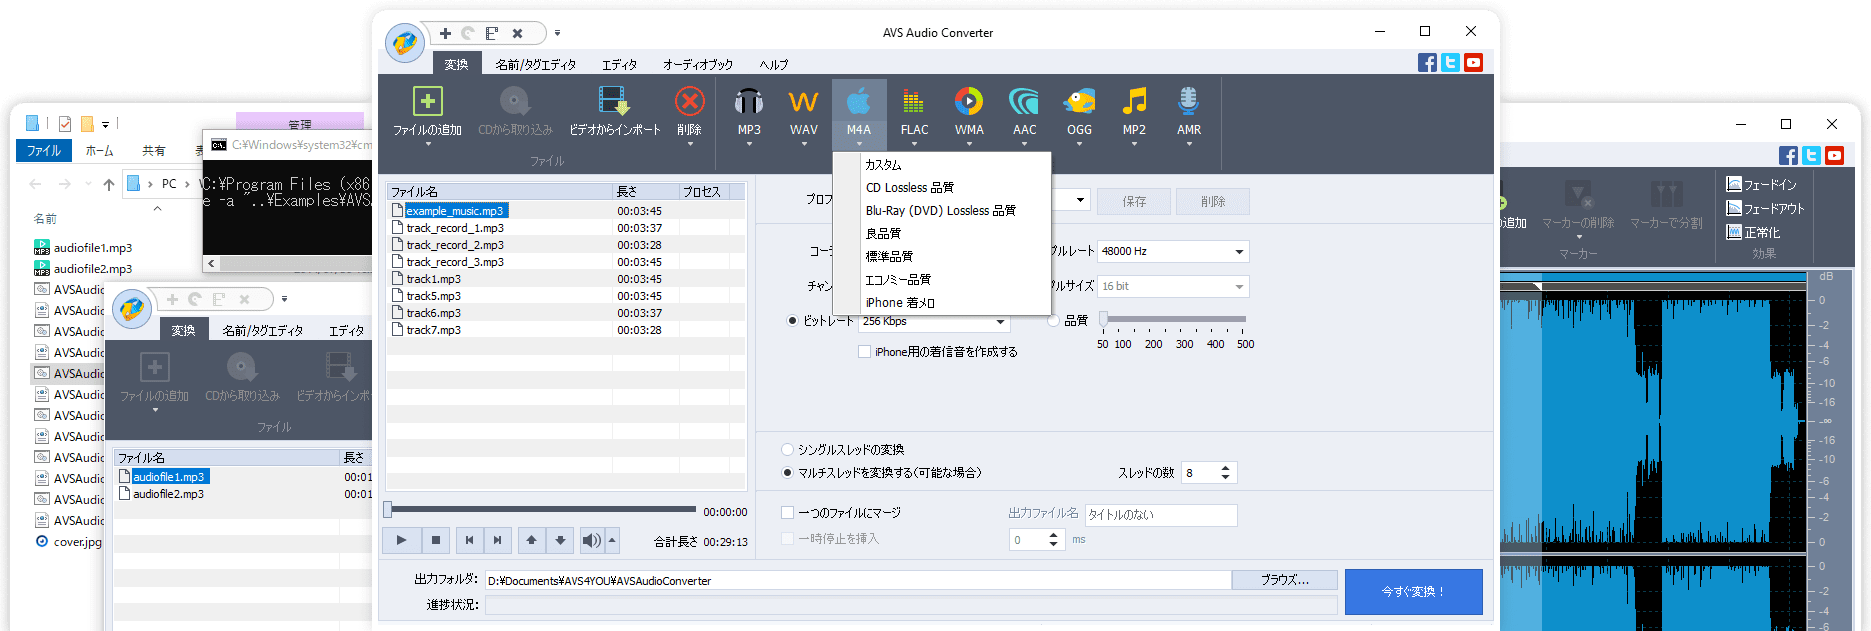 AVS Audio Converter
変換
名前/タグエディタ
エディタ
オーディオブック
ヘルプ
ファイルの追加
CDから取り込み
ビデオからインポート
削除
ファイル
MP3
WAV
M4A
FLAC
WMA
AAC
OGG
MP2
AMR
カスタム
CD Lossless 品質
Blu-Ray (DVD) Lossless 品質
良品質
標準品質
エコノミー品質
iPhone 着メロ
ファイル名
長さ
プロセス
example_music.mp3 00:03:45
track_record_1.mp3 00:03:37
track_record_2.mp3 00:03:28
track_record_3.mp3 00:03:45
track1.mp3 00:03:45
track5.mp3 00:03:45
track6.mp3 00:03:37
track7.mp3 00:03:28
00:00:00
合計長さ 00:29:13
プロフ
保存
削除
コー
プルレート
48000 Hz
チャン
プルサイズ
16 bit
ビットレート
256 Kbps
品質
50 100 200 300 400 500
iPhone用の着信音を作成する
シングルスレッドの変換
マルチスレッドを変換する(可能な場合)
スレッドの数
8
一つのファイルにマージ
出力ファイル名
タイトルのない
一時停止を挿入
0
ms
出力フォルダ:
D:¥Documents¥AVS4YOU¥AVSAudioConverter
ブラウズ...
進捗状況:
今すぐ変換！
管理
ファイル
ホーム
共有
PC
名前
audiofile1.mp3
audiofile2.mp3
AVSAudi
AVSAudi
AVSAudi
AVSAudi
AVSAudi
AVSAudi
AVSAudi
AVSAudi
AVSAudi
AVSAudi
AVSAudi
AVSAudi
cover.jpg
C:¥Windows¥system32¥cm
C:¥Program Files (x86
e -a "..¥Examples¥AVS
変換
名前/タグエディタ
エディタ
ファイルの追加
CDから取り込み
ビデオからインポ
ファイル
ファイル名
長さ
audiofile1.mp3 00:01
audiofile2.mp3 00:01
の追加
マーカーの削除
マーカーで分割
マーカー
フェードイン
フェードアウト
正常化
効果
dB
0
-2
-4
-6
-10
-16
-∞
-16
-10
-6
-4
-2
0
0
-2
-4
-6